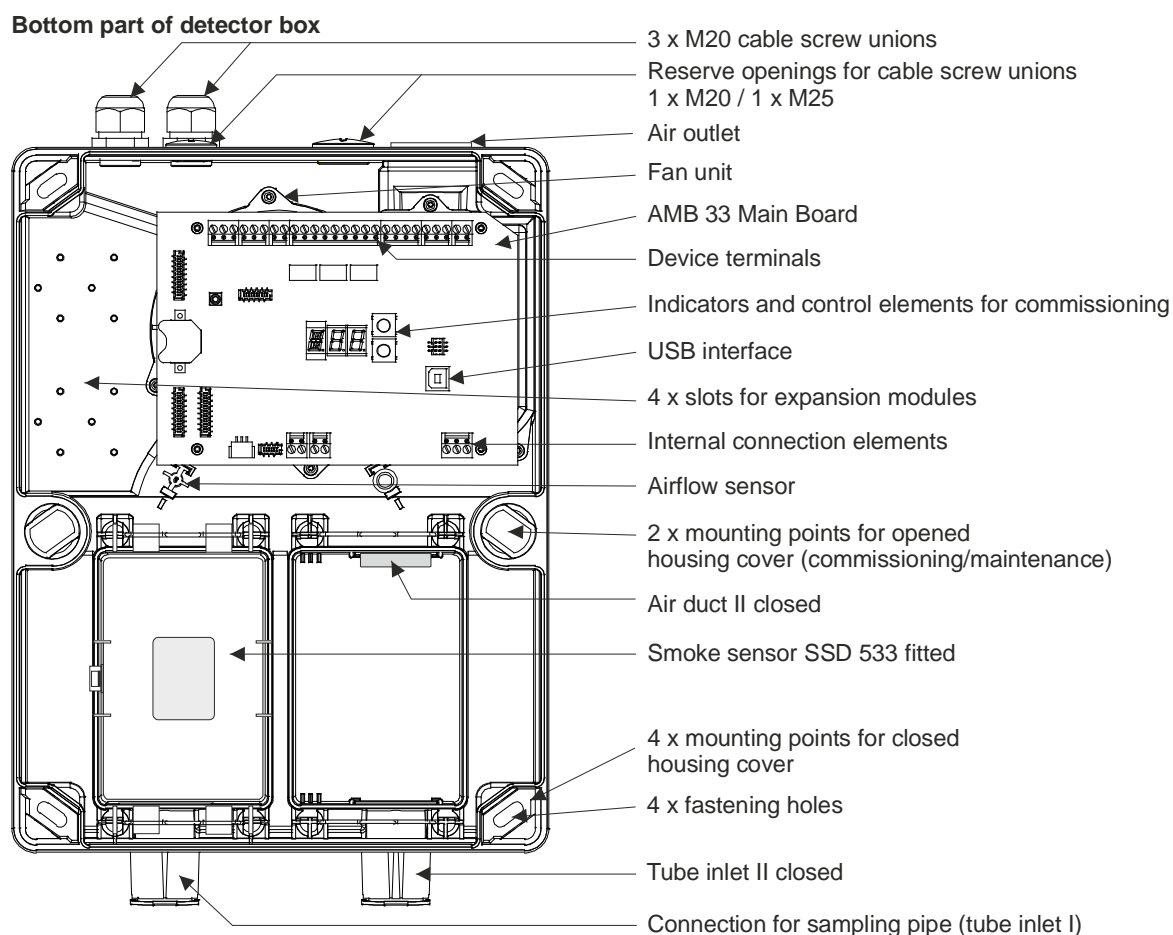 Bottom part of detector box
3 x M20 cable screw unions
Reserve openings for cable screw unions
1 x M20 / 1 x M25
Air outlet
Fan unit
AMB 33 Main Board
Device terminals
Indicators and control elements for commissioning
USB interface
4 x slots for expansion modules
Internal connection elements
Airflow sensor
2 x mounting points for opened
housing cover (commissioning/maintenance)
Air duct II closed
Smoke sensor SSD 533 fitted
4 x mounting points for closed
housing cover
4 x fastening holes
Tube inlet II closed
Connection for sampling pipe (tube inlet I)